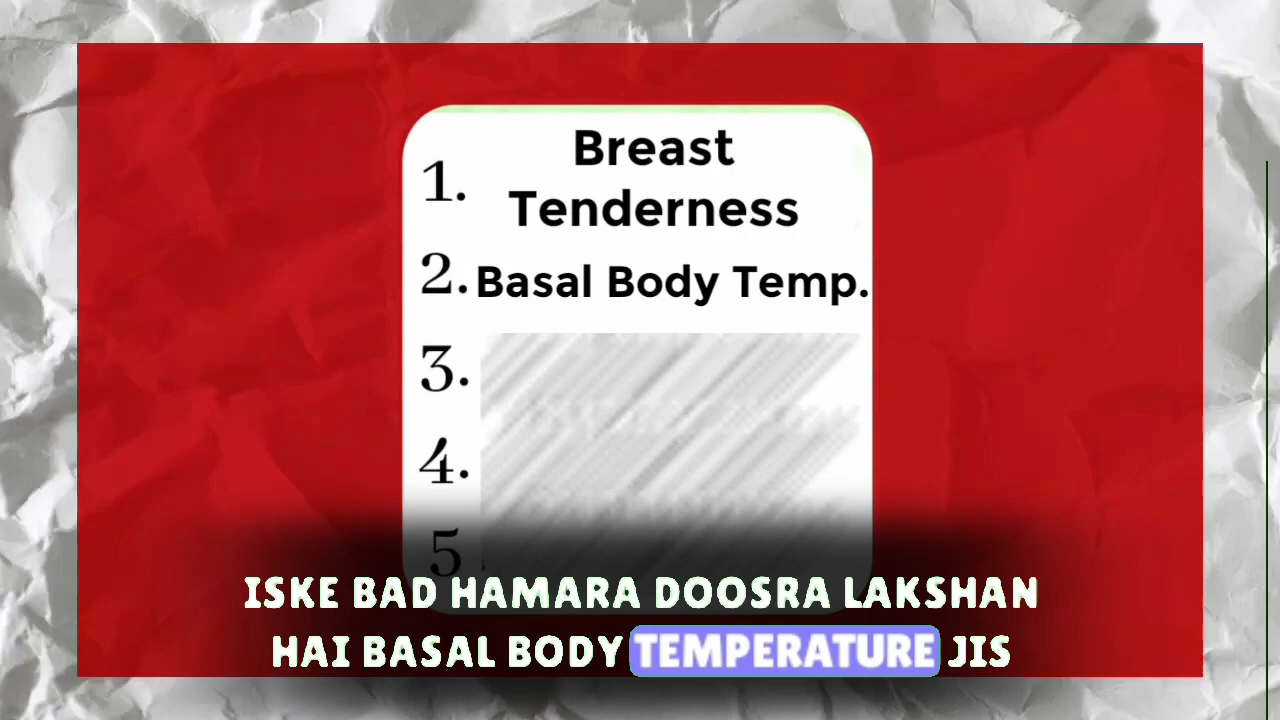 1. Breast
Tenderness
2. Basal Body Temp.
3.
4.
5
ISKE BAD HAMARA DOOSRA LAKSHAN
HAI BASAL BODY TEMPERATURE JIS